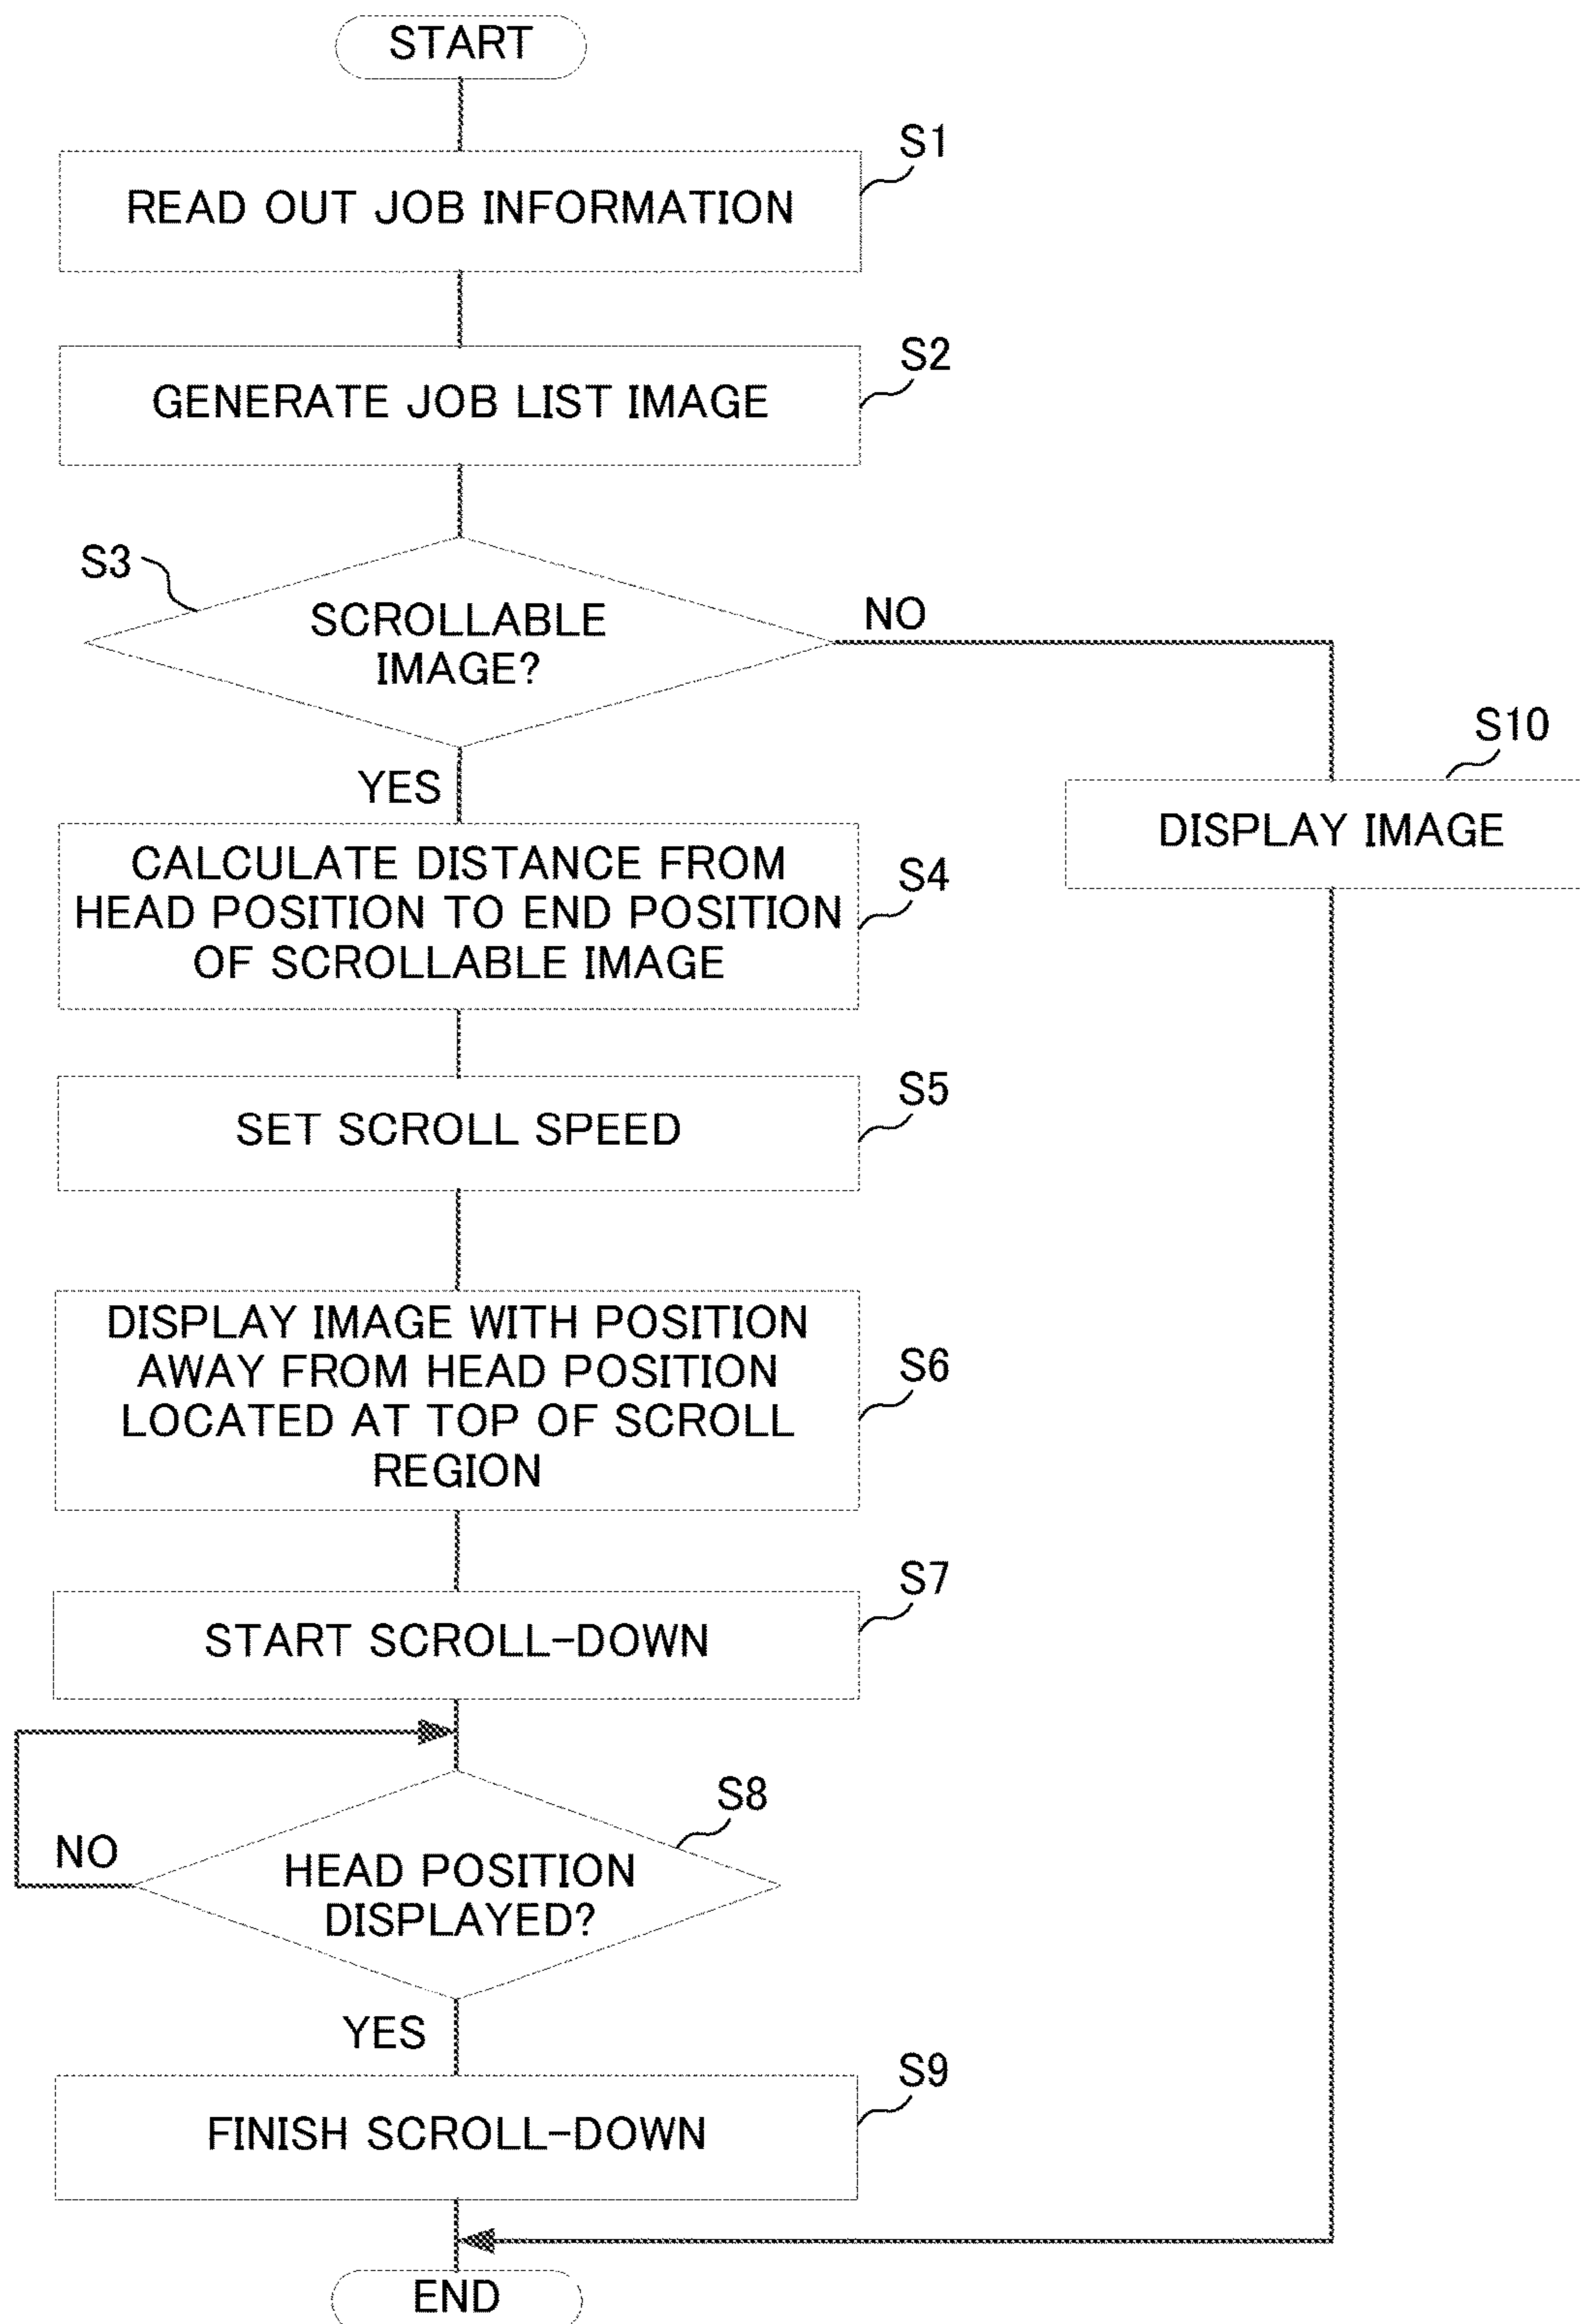 START
S1
READ OUT JOB INFORMATION
S2
GENERATE JOB LIST IMAGE
S3
SCROLLABLE
IMAGE?
NO
YES
S10
DISPLAY IMAGE
CALCULATE DISTANCE FROM
HEAD POSITION TO END POSITION
OF SCROLLABLE IMAGE
S4
S5
SET SCROLL SPEED
DISPLAY IMAGE WITH POSITION
AWAY FROM HEAD POSITION
LOCATED AT TOP OF SCROLL
REGION
S6
S7
START SCROLL-DOWN
S8
NO
HEAD POSITION
DISPLAYED?
YES
S9
FINISH SCROLL-DOWN
END